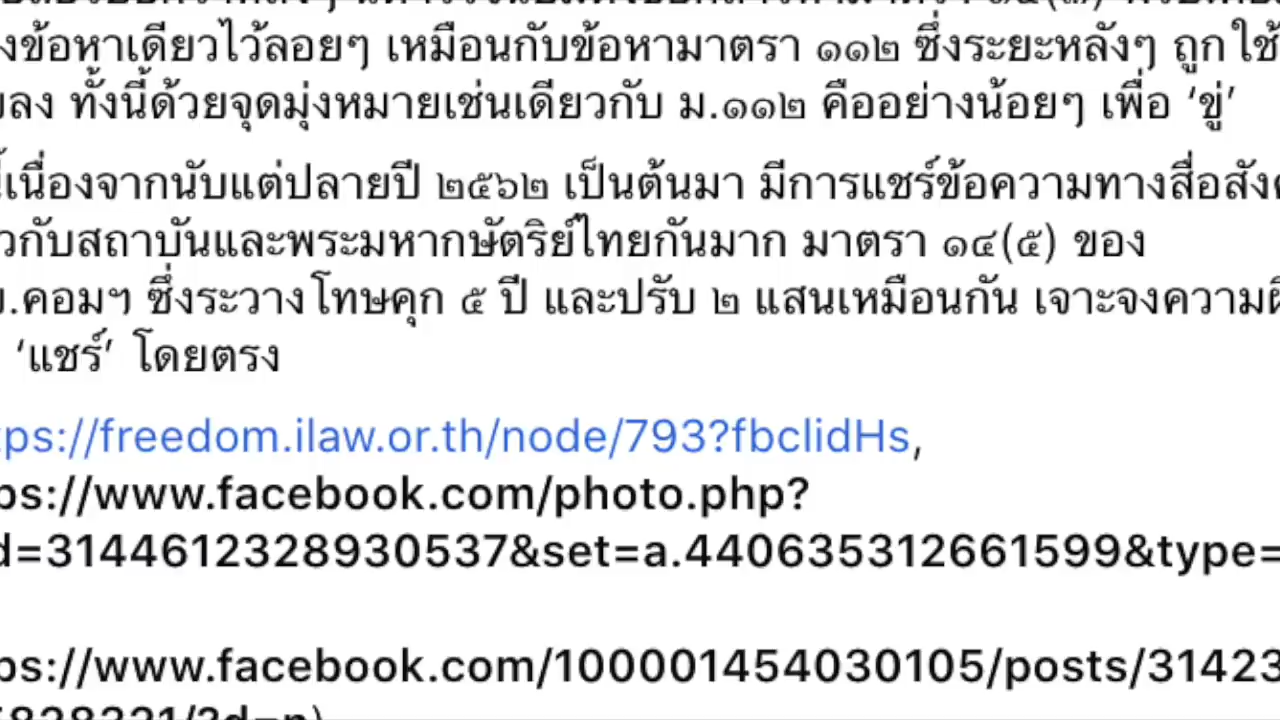 งข้อหาเดียวไว้ลอยๆ เหมือนกับข้อหามาตรา ๑๑๒ ซึ่งระยะหลังๆ ถูกใช้
ยลง ทั้งนี้ด้วยจุดมุ่งหมายเช่นเดียวกับ ม.๑๑๒ คืออย่างน้อยๆ เพื่อ ‘ขู่’
นี้เนื่องจากนับแต่ปลายปี ๒๕๖๒ เป็นต้นมา มีการแชร์ข้อความทางสื่อสังค
วกับสถาบันและพระมหากษัตริย์ไทยกันมาก มาตรา ๑๔(๕) ของ
บ.คอมฯ ซึ่งระวางโทษคุก ๕ ปี และปรับ ๒ แสนเหมือนกัน เจาะจงความผิ
‘แชร์’ โดยตรง
tps://freedom.ilaw.or.th/node/793?fbclidHs,
ps://www.facebook.com/photo.php?
d=3144612328930537&set=a.440635312661599&type=
ps://www.facebook.com/100001454030105/posts/31423